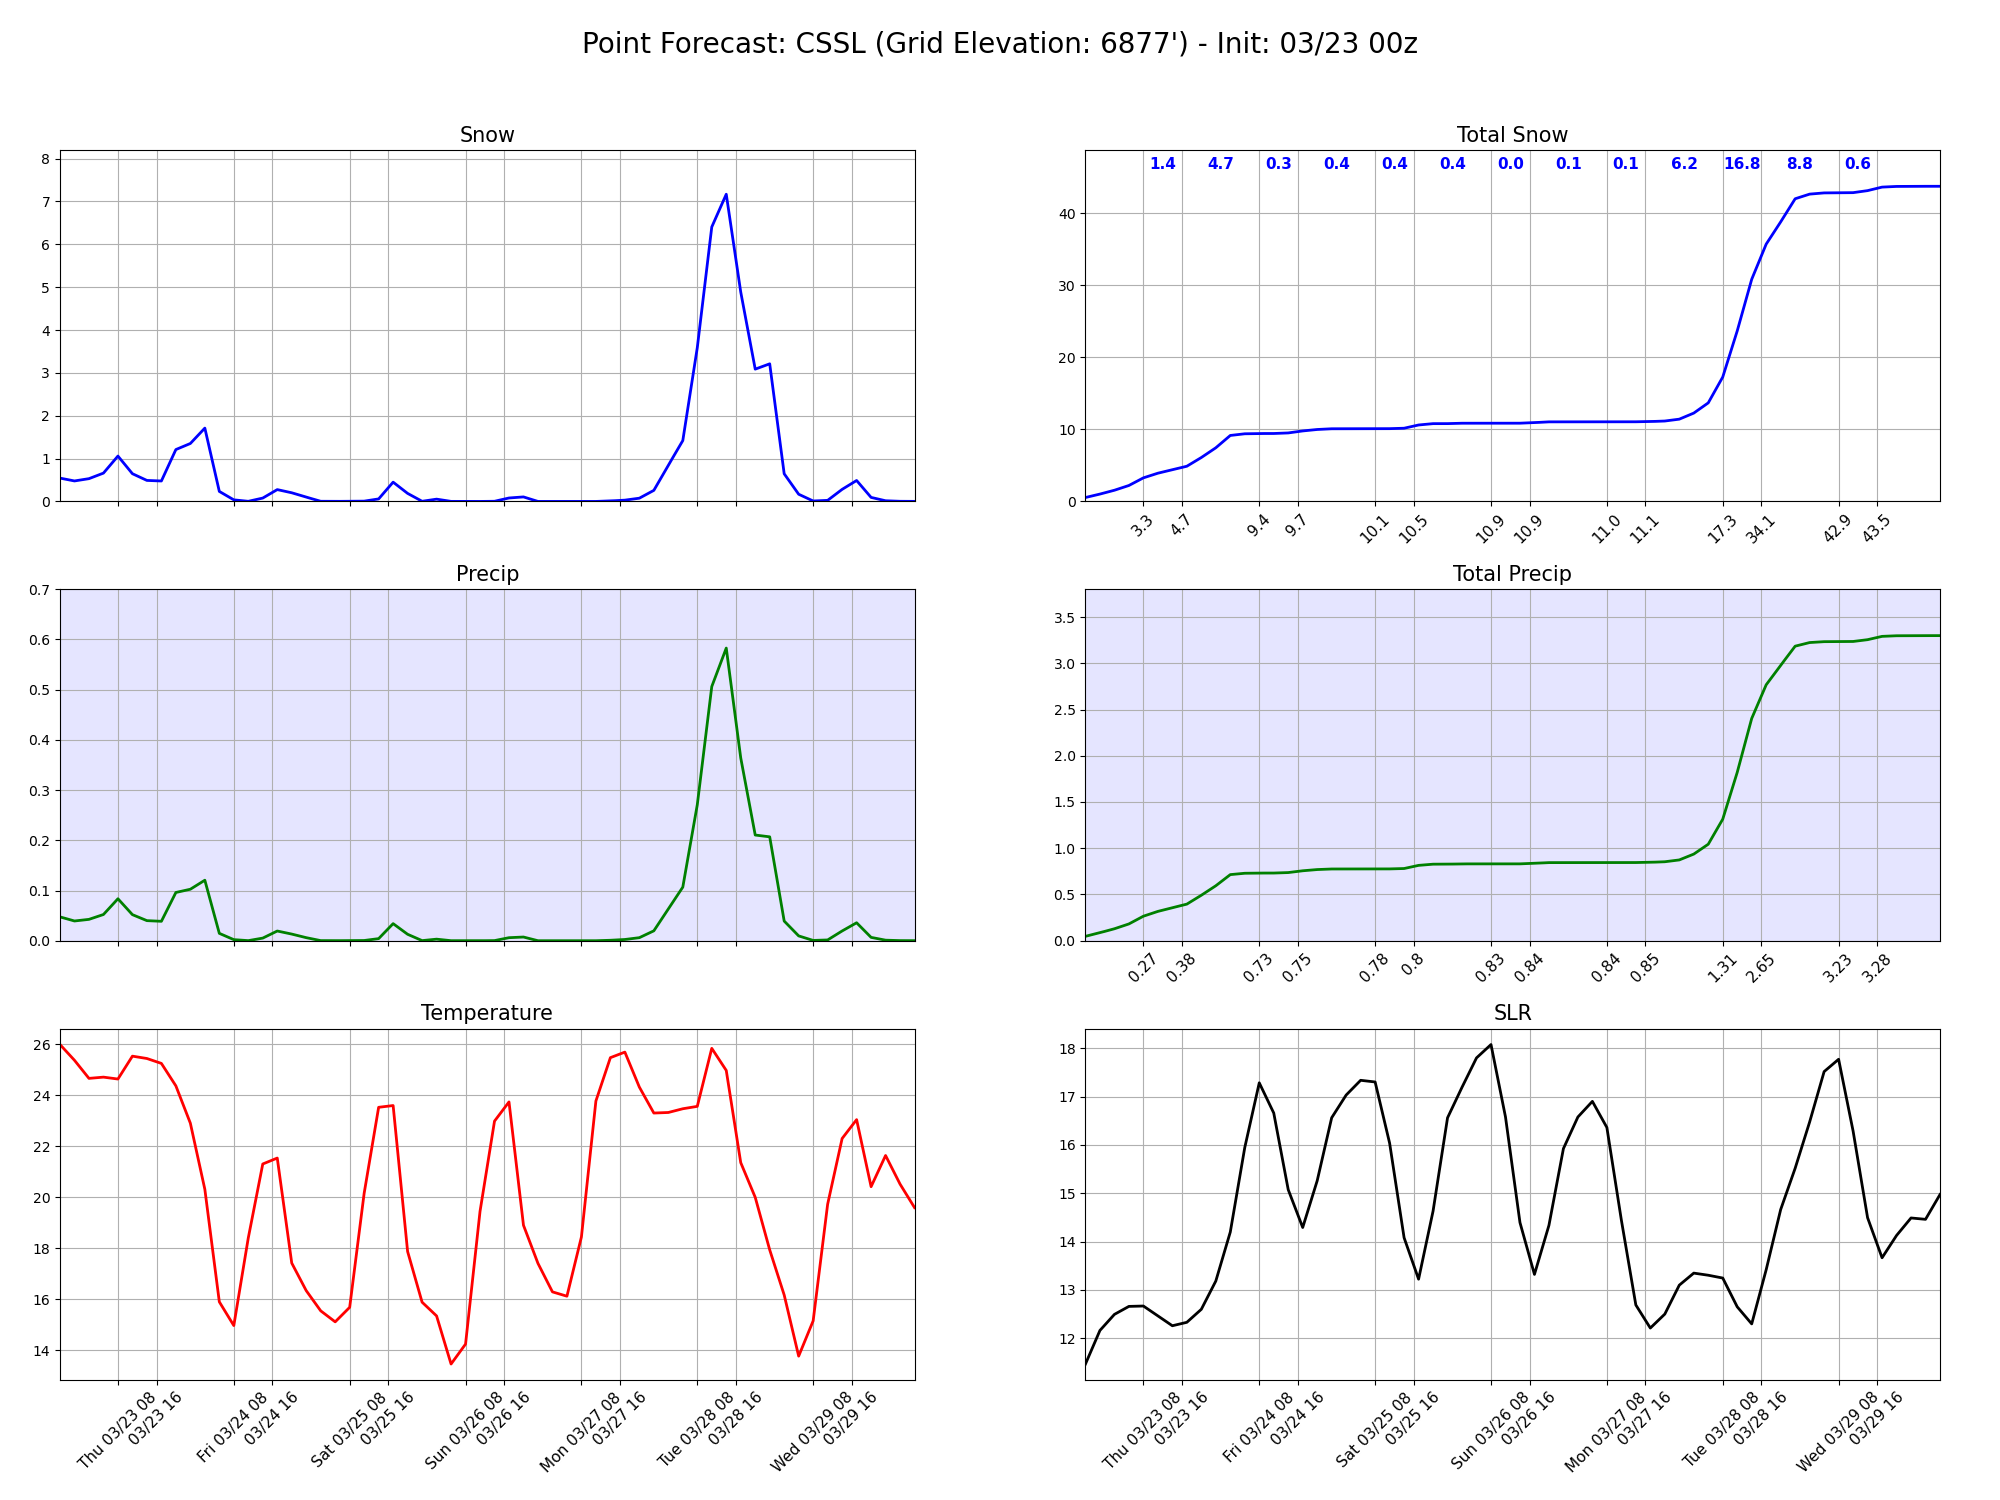 Point Forecast: CSSL (Grid Elevation: 6877') - Init: 03/23 00z
Snow
8
7
6
5
4
3
2
1
0
Total Snow
1.4 4.7 0.3 0.4 0.4 0.4 0.0 0.1 0.1 6.2 16.8 8.8 0.6
40
30
20
10
0
3.3 4.7 9.4 9.7 10.1 10.5 10.9 10.9 11.0 11.1 17.3 34.1 42.9 43.5
Precip
0.7
0.6
0.5
0.4
0.3
0.2
0.1
0.0
Total Precip
3.5
3.0
2.5
2.0
1.5
1.0
0.5
0.0
0.27 0.38 0.73 0.75 0.78 0.8 0.83 0.84 0.84 0.85 1.31 2.65 3.23 3.28
Temperature
26
24
22
20
18
16
14
Thu 03/23 08
03/23 16
Fri 03/24 08
03/24 16
Sat 03/25 08
03/25 16
Sun 03/26 08
03/26 16
Mon 03/27 08
03/27 16
Tue 03/28 08
03/28 16
Wed 03/29 08
03/29 16
SLR
18
17
16
15
14
13
12
Thu 03/23 08
03/23 16
Fri 03/24 08
03/24 16
Sat 03/25 08
03/25 16
Sun 03/26 08
03/26 16
Mon 03/27 08
03/27 16
Tue 03/28 08
03/28 16
Wed 03/29 08
03/29 16